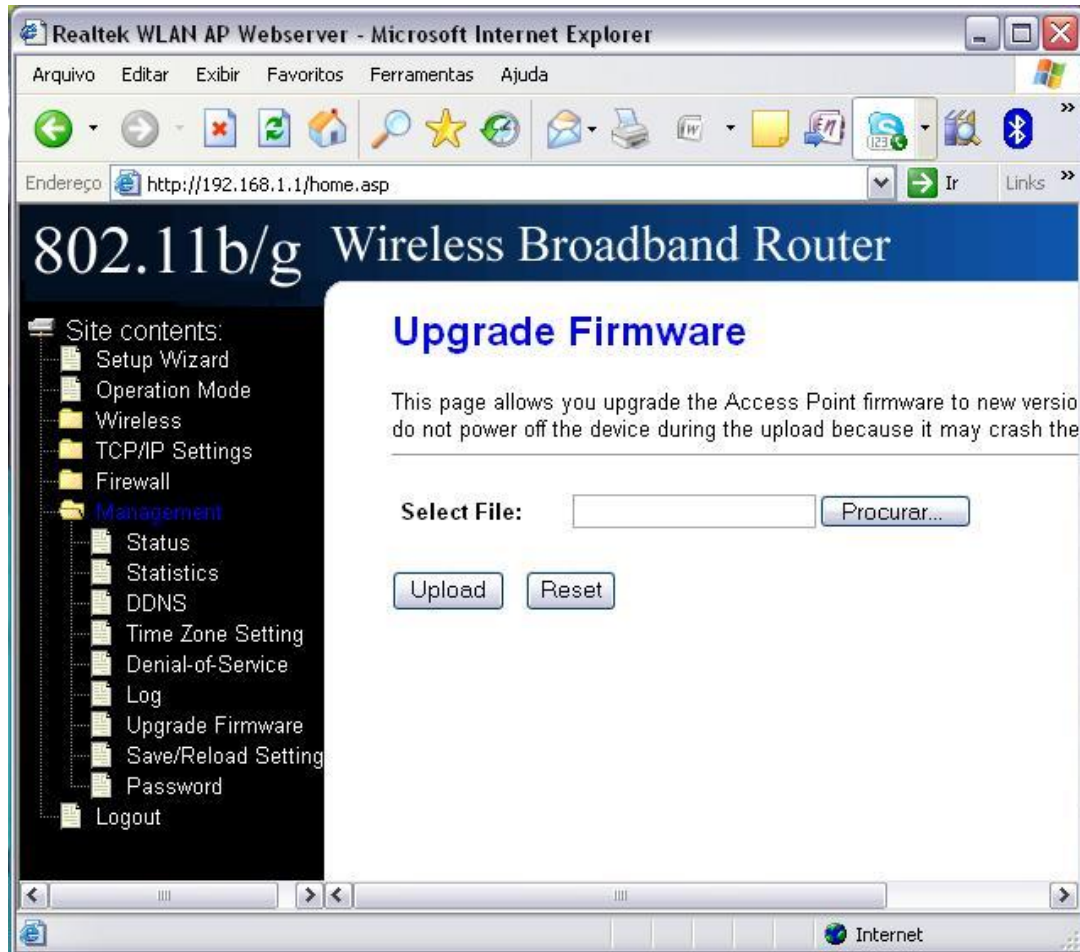 Realtek WLAN AP Webserver - Microsoft Internet Explorer
Arquivo Editar Exibir Favoritos Ferramentas Ajuda
Endereço http://192.168.1.1/home.asp Ir Links
802.11b/g Wireless Broadband Router
Site contents:
Setup Wizard
Operation Mode
Wireless
TCP/IP Settings
Firewall
Management
Status
Statistics
DDNS
Time Zone Setting
Denial-of-Service
Log
Upgrade Firmware
Save/Reload Setting
Password
Logout
Upgrade Firmware
This page allows you upgrade the Access Point firmware to new versio
do not power off the device during the upload because it may crash the
Select File: Procurar...
Upload Reset
Internet